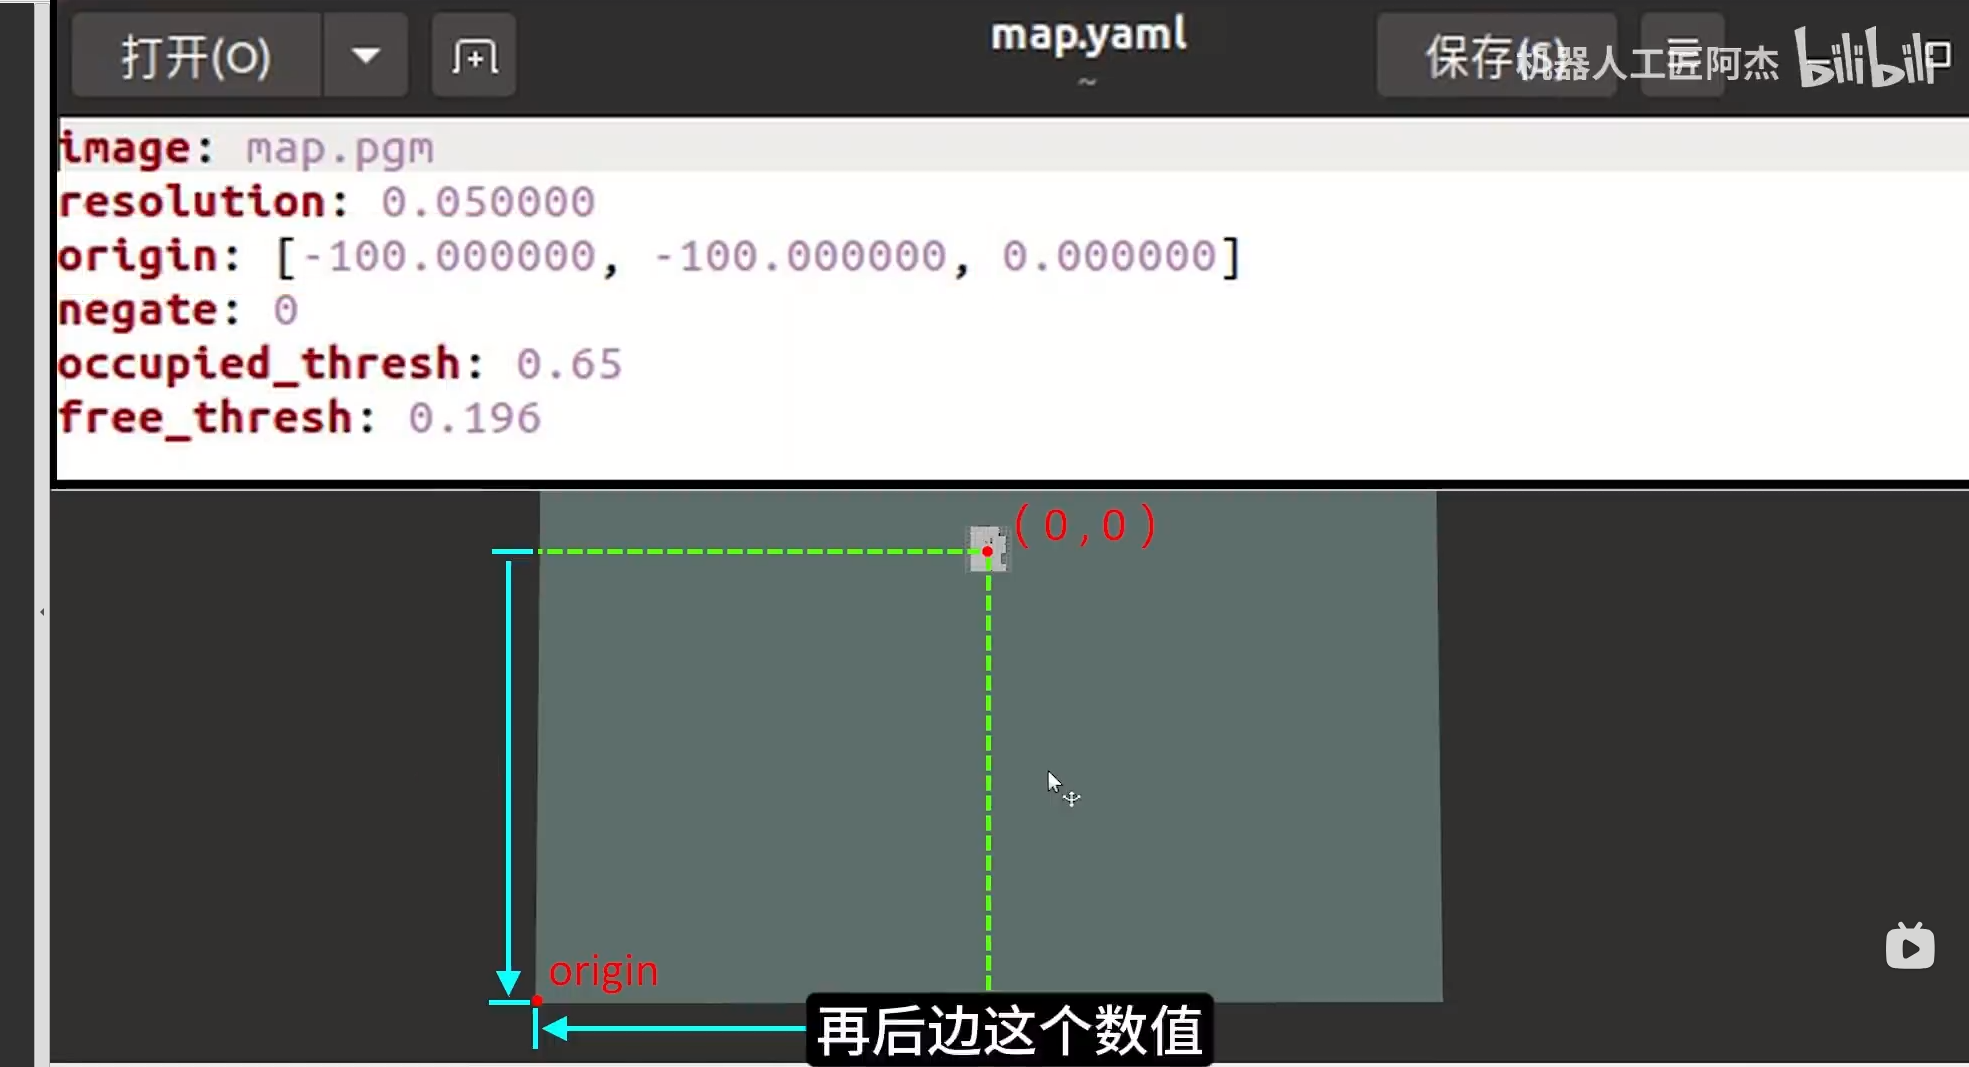 打开(O)
map.yaml
~
保存(S)
机器人工匠阿杰 bilibili
image: map.pgm
resolution: 0.050000
origin: [-100.000000, -100.000000, 0.000000]
negate: 0
occupied_thresh: 0.65
free_thresh: 0.196
(0,0)
origin
再后边这个数值